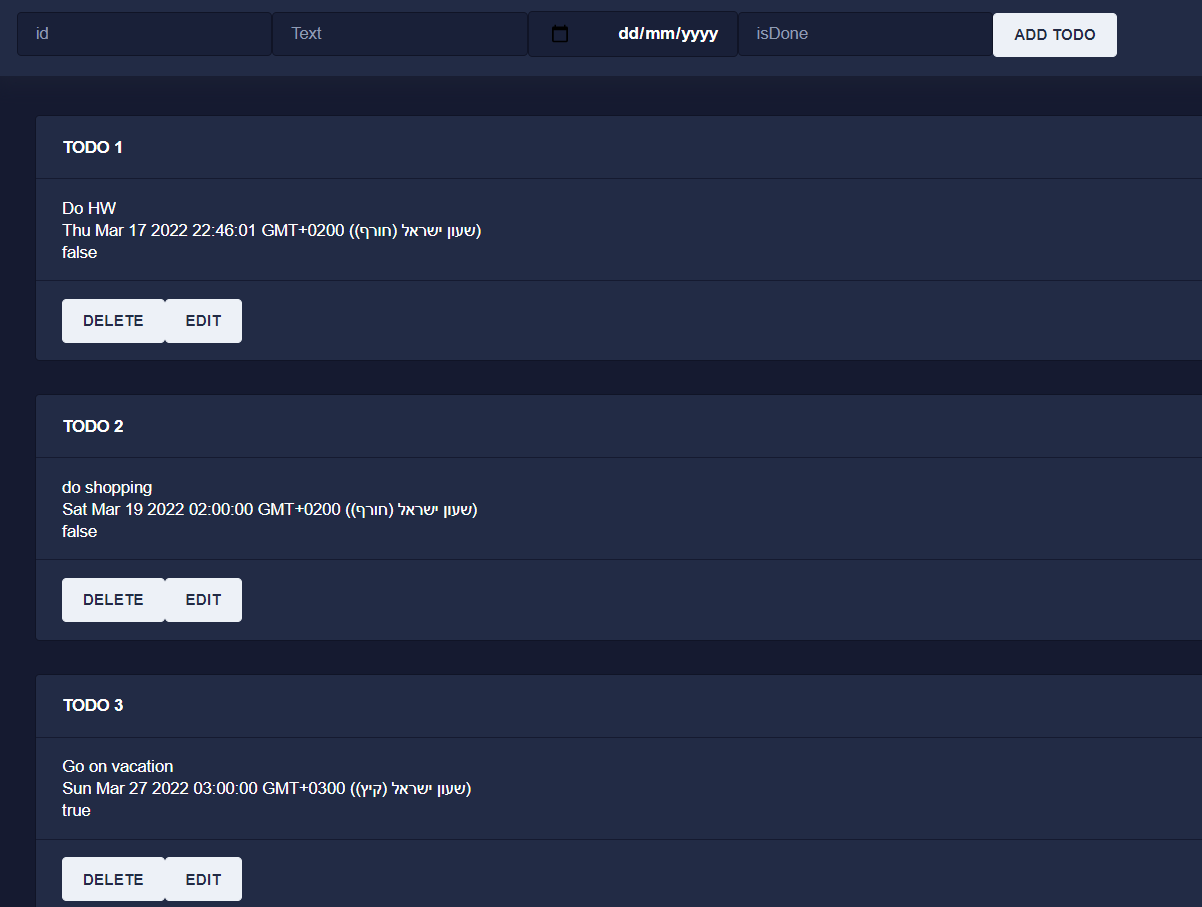 id
Text
dd/mm/yyyy
isDone
ADD TODO
TODO 1
Do HW
Thu Mar 17 2022 22:46:01 GMT+0200 (שעון ישראל (חורף))
false
DELETE
EDIT
TODO 2
do shopping
Sat Mar 19 2022 02:00:00 GMT+0200 (שעון ישראל (חורף))
false
DELETE
EDIT
TODO 3
Go on vacation
Sun Mar 27 2022 03:00:00 GMT+0300 (שעון ישראל (קיץ))
true
DELETE
EDIT